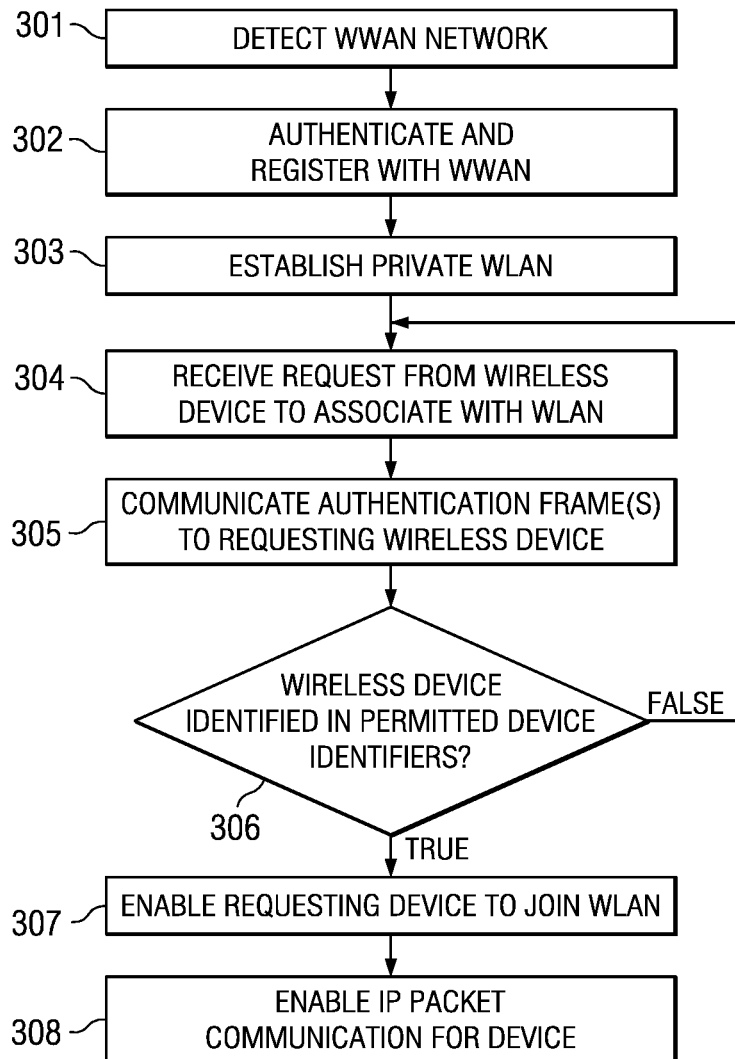 301
DETECT WWAN NETWORK
302
AUTHENTICATE AND
REGISTER WITH WWAN
303
ESTABLISH PRIVATE WLAN
304
RECEIVE REQUEST FROM WIRELESS
DEVICE TO ASSOCIATE WITH WLAN
305
COMMUNICATE AUTHENTICATION FRAME(S)
TO REQUESTING WIRELESS DEVICE
WIRELESS DEVICE
IDENTIFIED IN PERMITTED DEVICE
IDENTIFIERS?
FALSE
306
TRUE
307
ENABLE REQUESTING DEVICE TO JOIN WLAN
308
ENABLE IP PACKET
COMMUNICATION FOR DEVICE